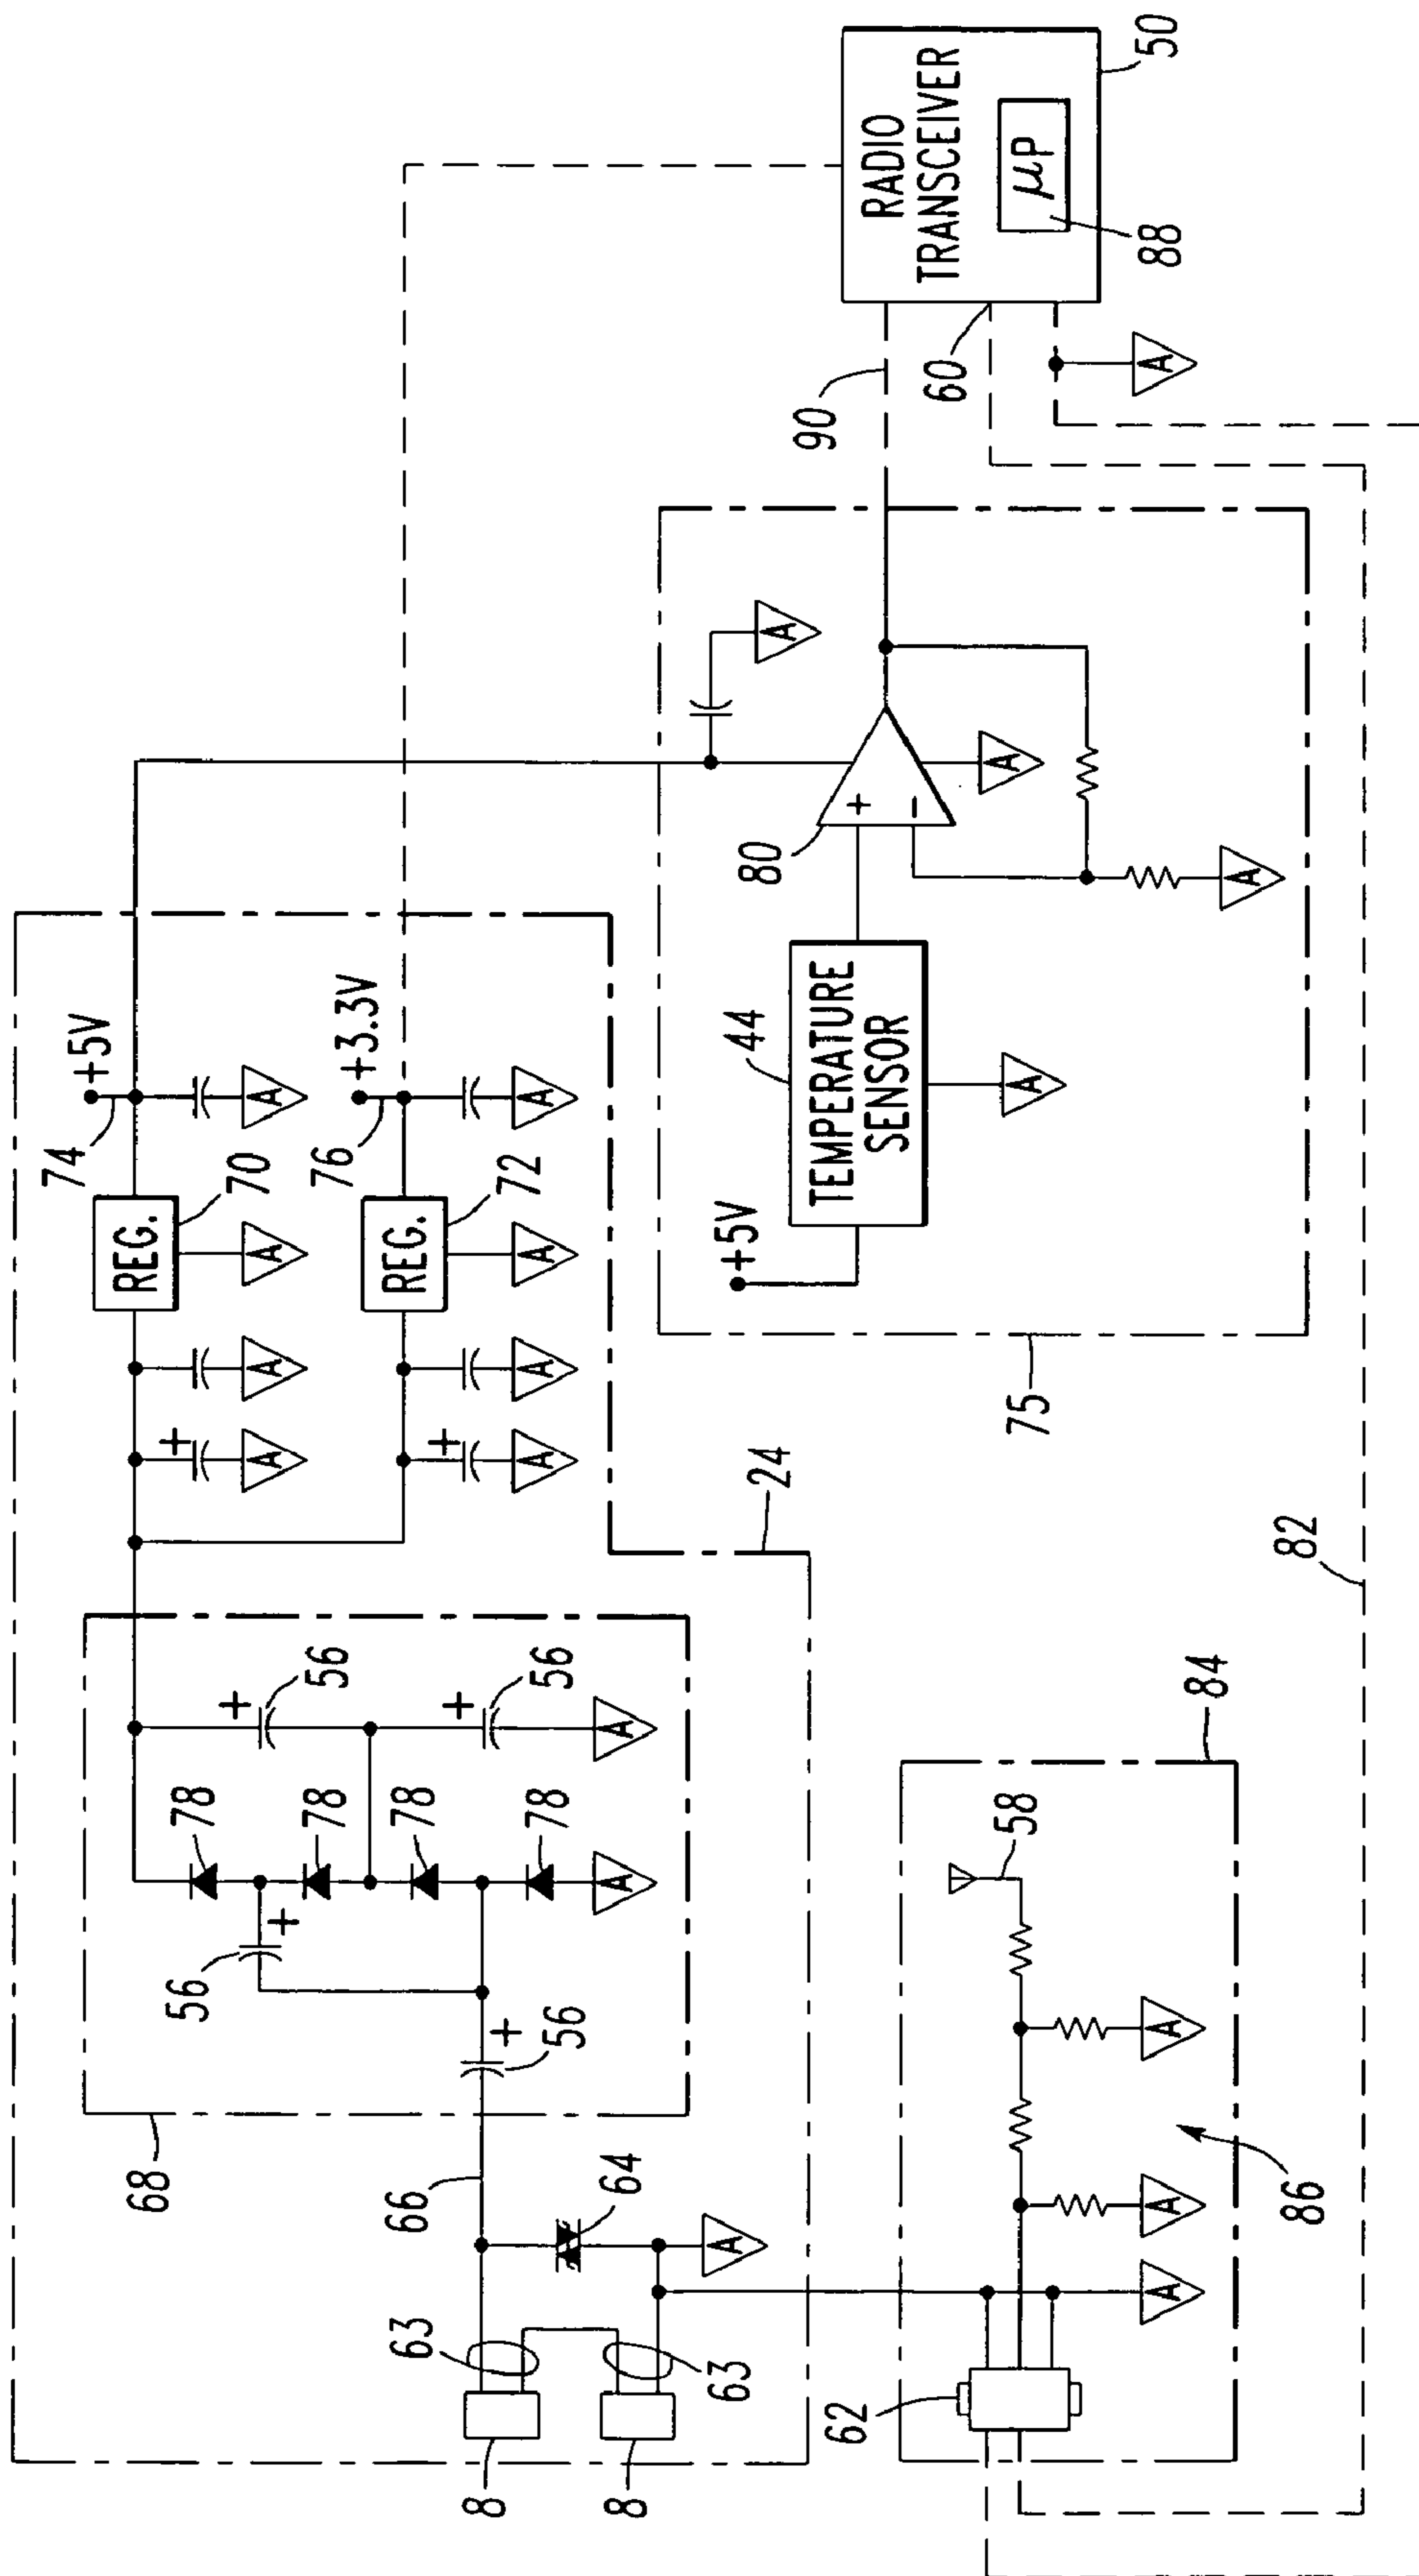 74
+5V
REG.
70
A
A
A
A
76
+3.3V
REG.
72
A
A
A
A
24
68
56
+
56
+
56
+
56
+
78
78
78
78
A
A
66
64
A
63
63
8
8
75
+5V
TEMPERATURE
SENSOR
44
A
80
+
−
A
A
A
90
60
RADIO
TRANSCEIVER
μP
88
50
A
82
84
58
62
86
A
A
A